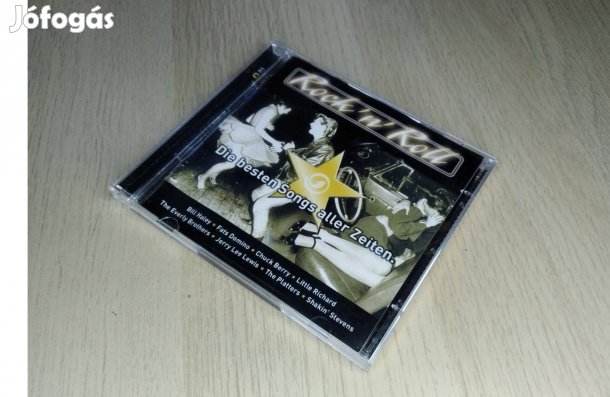 Jófogás
Rock 'n' Roll
Die besten Songs aller Zeiten.
Bill Haley • Fats Domino • Chuck Berry • Little Richard
The Everly Brothers • Jerry Lee Lewis • The Platters • Shakin' Stevens